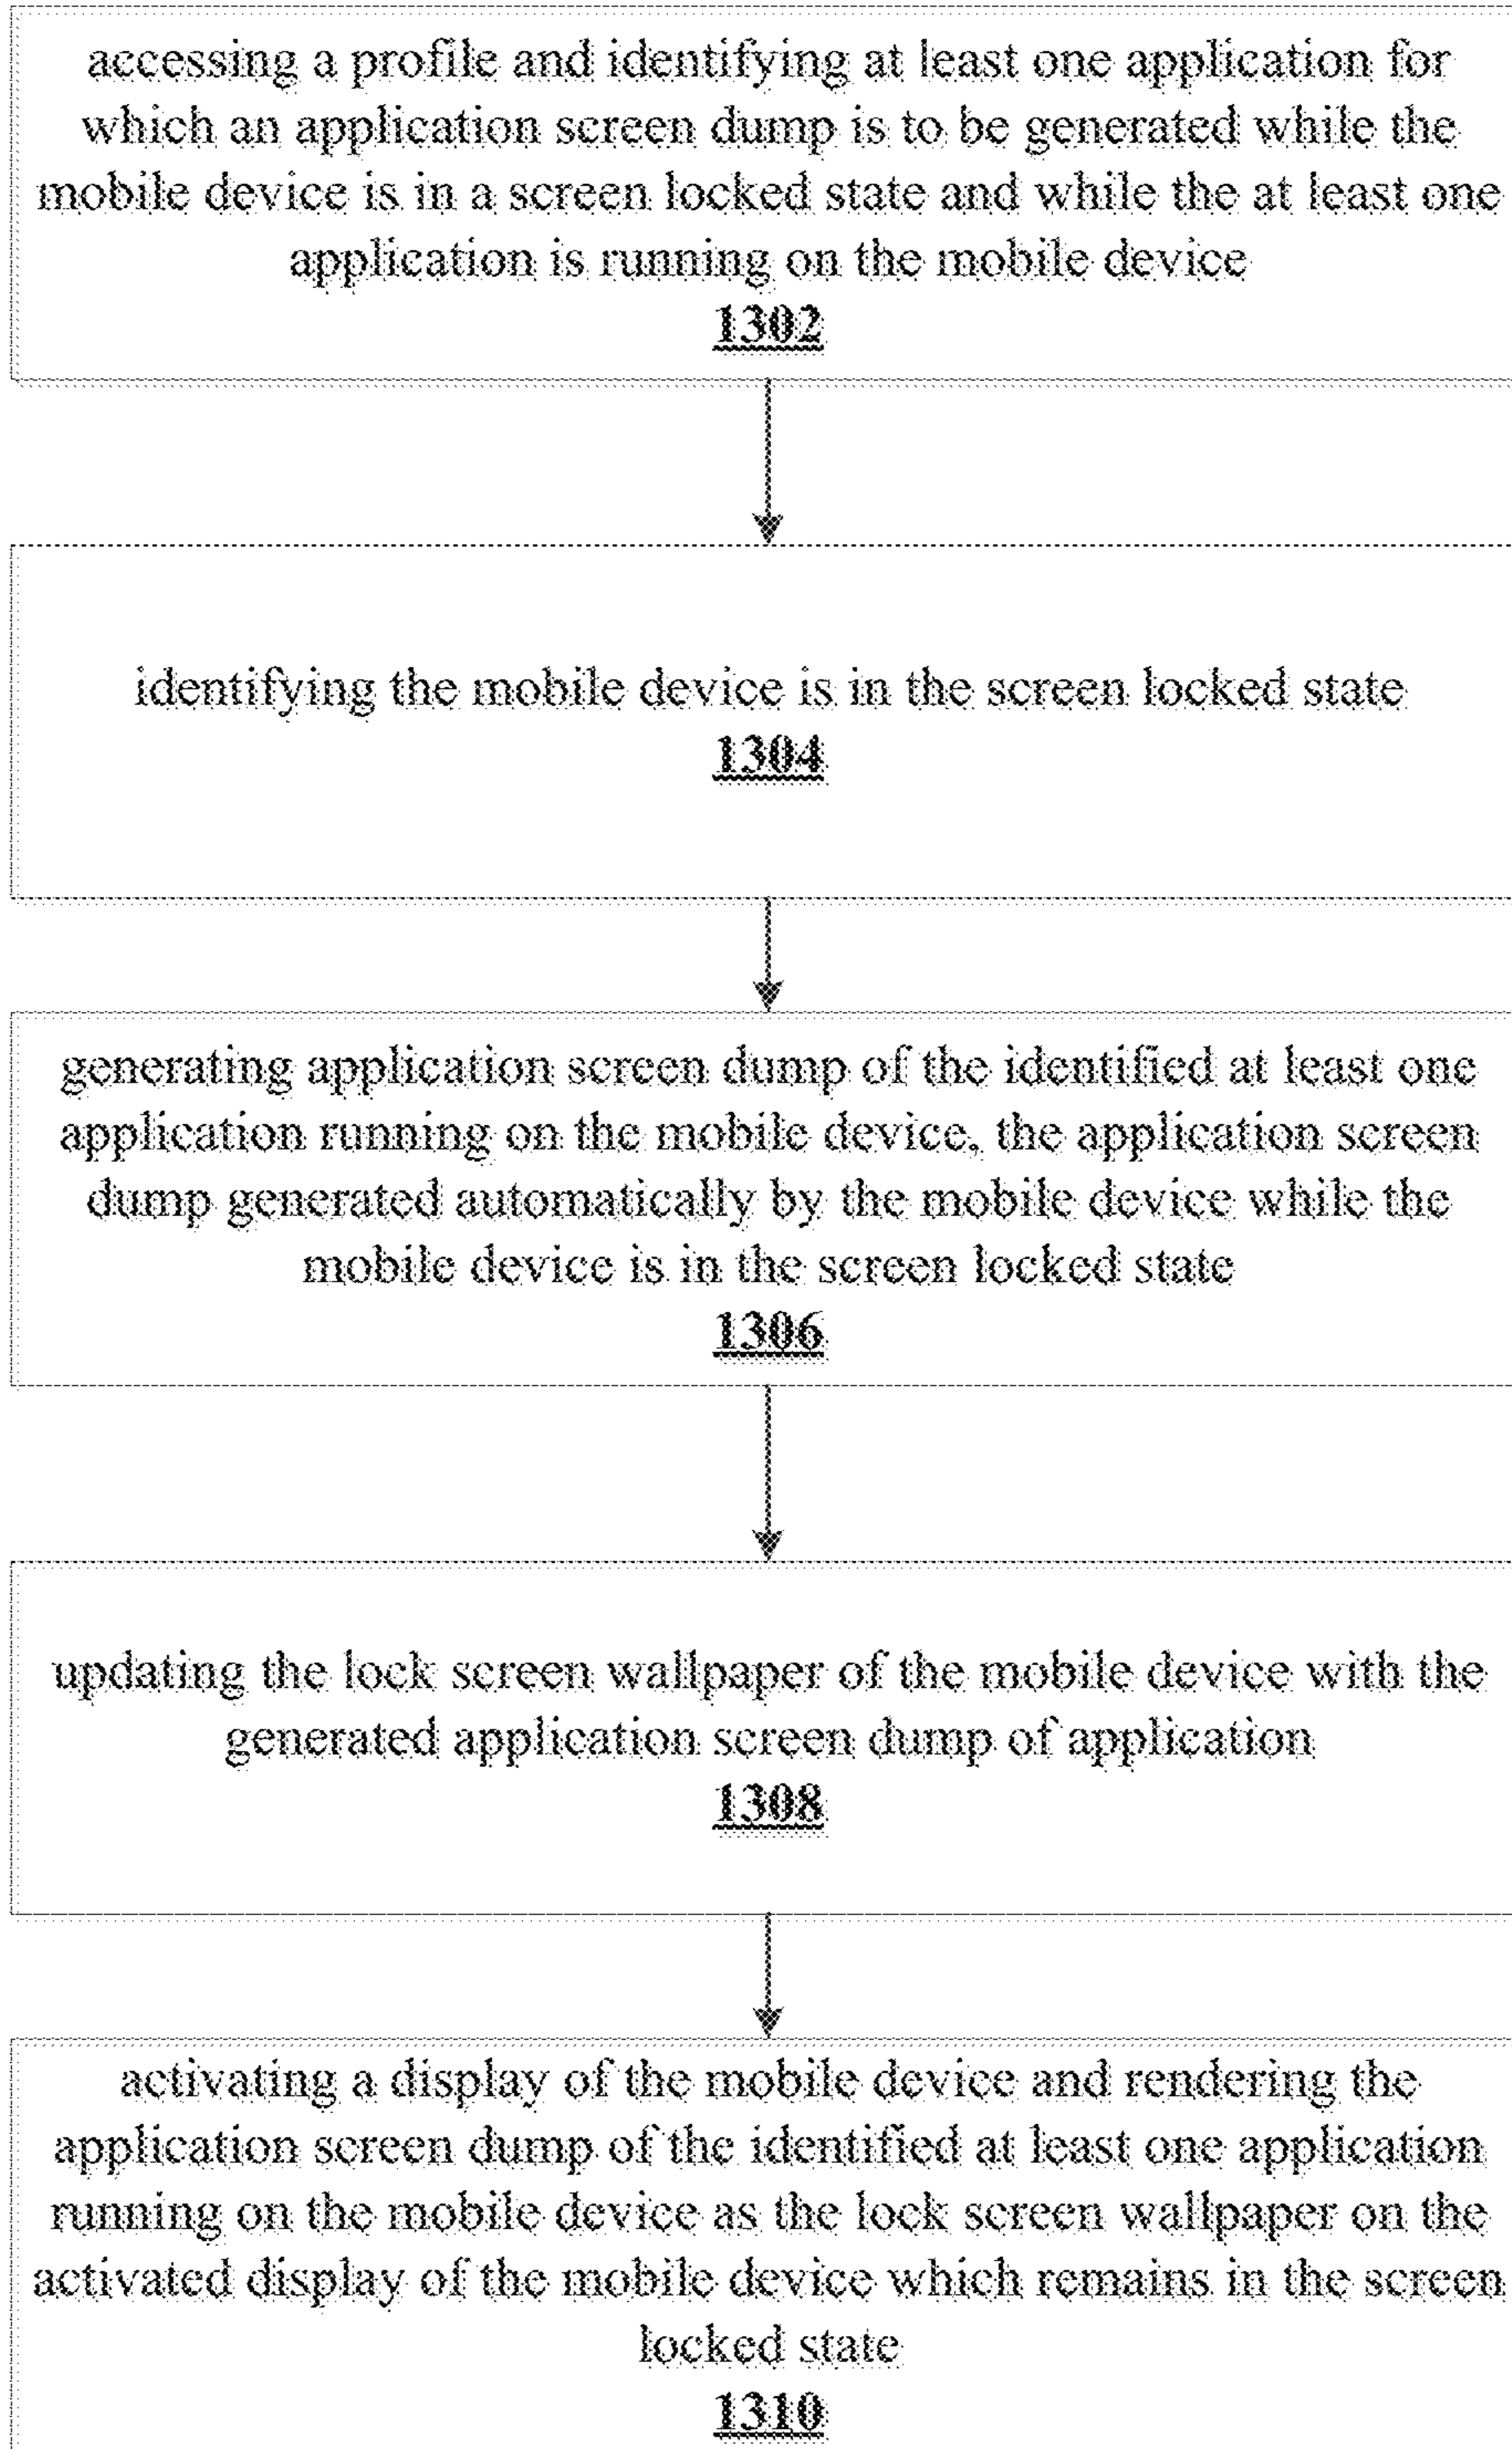 accessing a profile and identifying at least one application for
which an application screen dump is to be generated while the
mobile device is in a screen locked state and while the at least one
application is running on the mobile device
1302
identifying the mobile device is in the screen locked state
1304
generating application screen dump of the identified at least one
application running on the mobile device, the application screen
dump generated automatically by the mobile device while the
mobile device is in the screen locked state
1306
updating the lock screen wallpaper of the mobile device with the
generated application screen dump of application
1308
activating a display of the mobile device and rendering the
application screen dump of the identified at least one application
running on the mobile device as the lock screen wallpaper on the
activated display of the mobile device which remains in the screen
locked state
1310